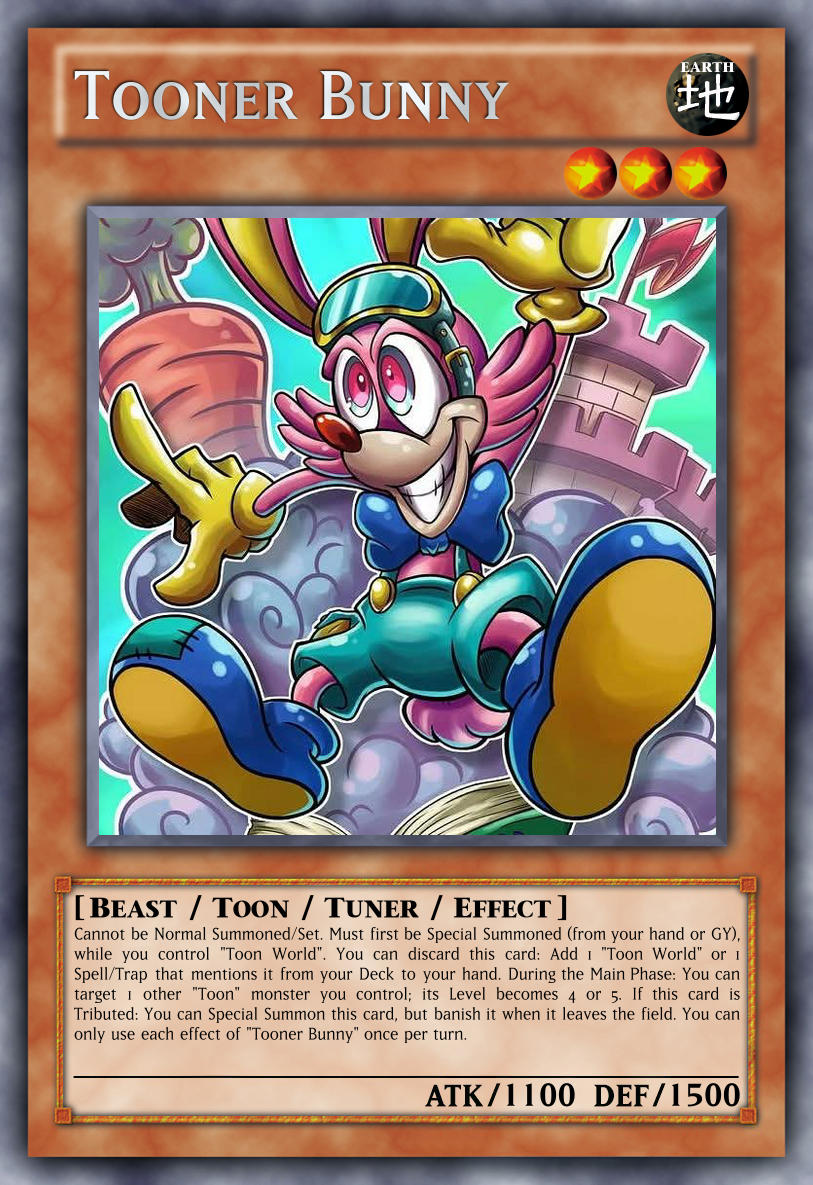 Tooner Bunny
EARTH
地
[ Beast / Toon / Tuner / Effect ]
Cannot be Normal Summoned/Set. Must first be Special Summoned (from your hand or GY),
while you control "Toon World". You can discard this card: Add 1 "Toon World" or 1
Spell/Trap that mentions it from your Deck to your hand. During the Main Phase: You can
target 1 other "Toon" monster you control; its Level becomes 4 or 5. If this card is
Tributed: You can Special Summon this card, but banish it when it leaves the field. You can
only use each effect of "Tooner Bunny" once per turn.
ATK/1100 DEF/1500